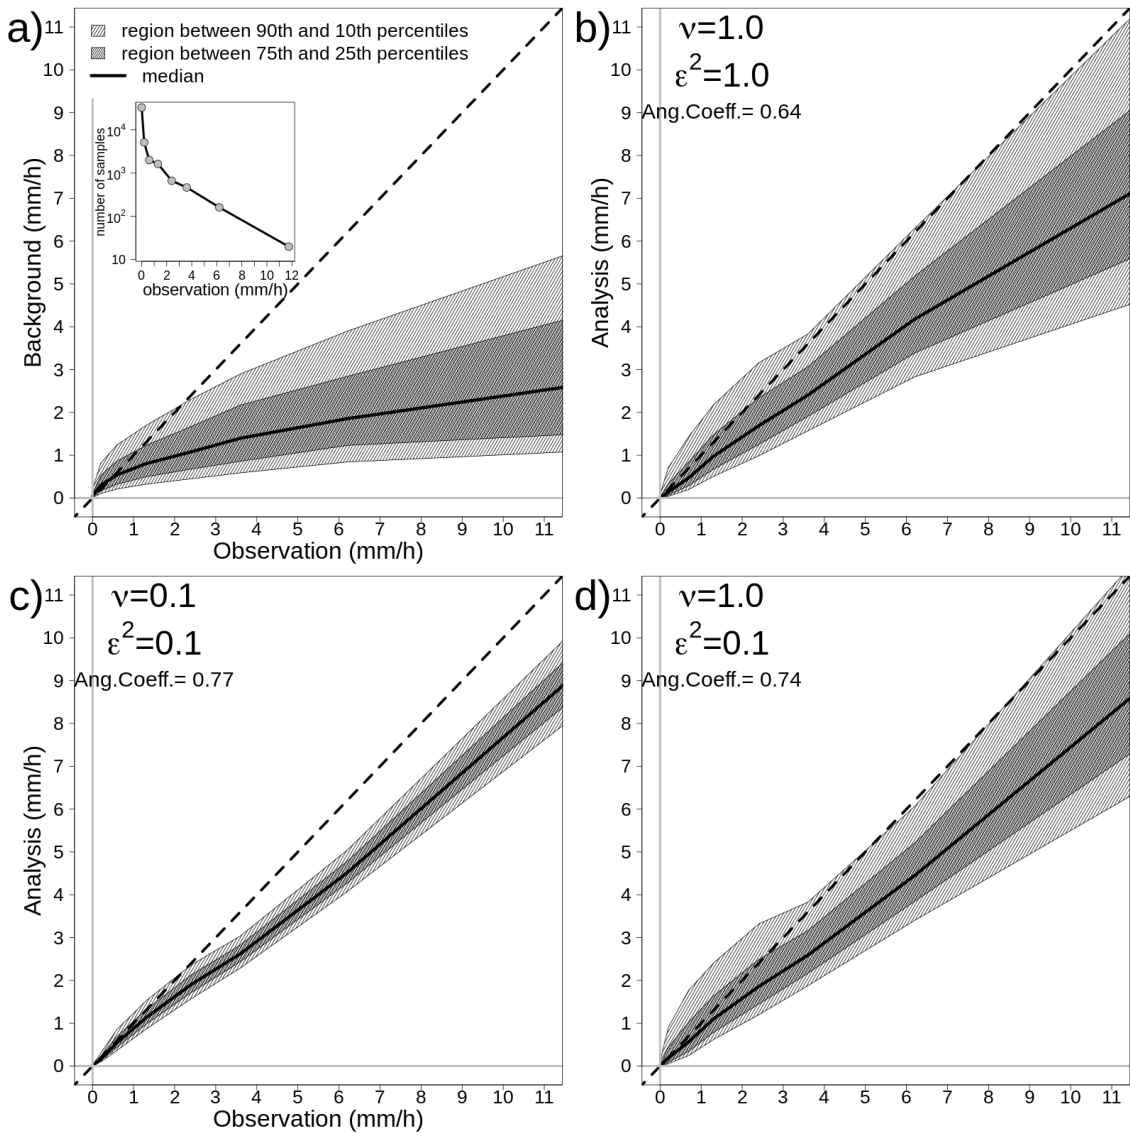 a)
region between 90th and 10th percentiles
region between 75th and 25th percentiles
median
number of samples
10^4
10^3
10^2
10
0 2 4 6 8 10 12
observation (mm/h)
Background (mm/h)
11
10
9
8
7
6
5
4
3
2
1
0
0 1 2 3 4 5 6 7 8 9 10 11
Observation (mm/h)
b)
ν=1.0
ε^2=1.0
Ang.Coeff.= 0.64
Analysis (mm/h)
11
10
9
8
7
6
5
4
3
2
1
0
0 1 2 3 4 5 6 7 8 9 10 11
c)
ν=0.1
ε^2=0.1
Ang.Coeff.= 0.77
Analysis (mm/h)
11
10
9
8
7
6
5
4
3
2
1
0
0 1 2 3 4 5 6 7 8 9 10 11
Observation (mm/h)
d)
ν=1.0
ε^2=0.1
Ang.Coeff.= 0.74
11
10
9
8
7
6
5
4
3
2
1
0
0 1 2 3 4 5 6 7 8 9 10 11